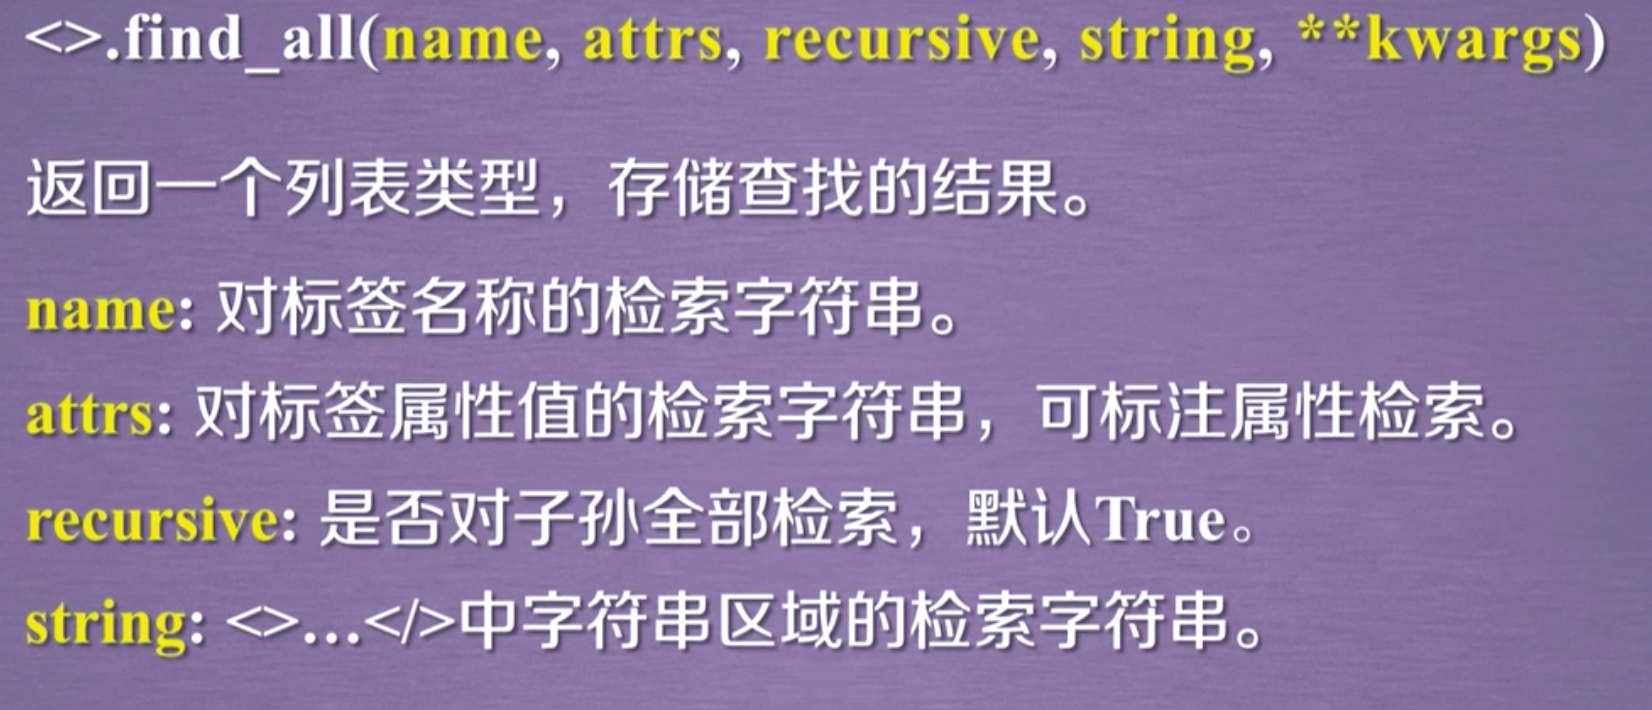 <>.find_all(name, attrs, recursive, string, **kwargs)
返回一个列表类型，存储查找的结果。
name: 对标签名称的检索字符串。
attrs: 对标签属性值的检索字符串，可标注属性检索。
recursive: 是否对子孙全部检索，默认True。
string: <>…</>中字符串区域的检索字符串。